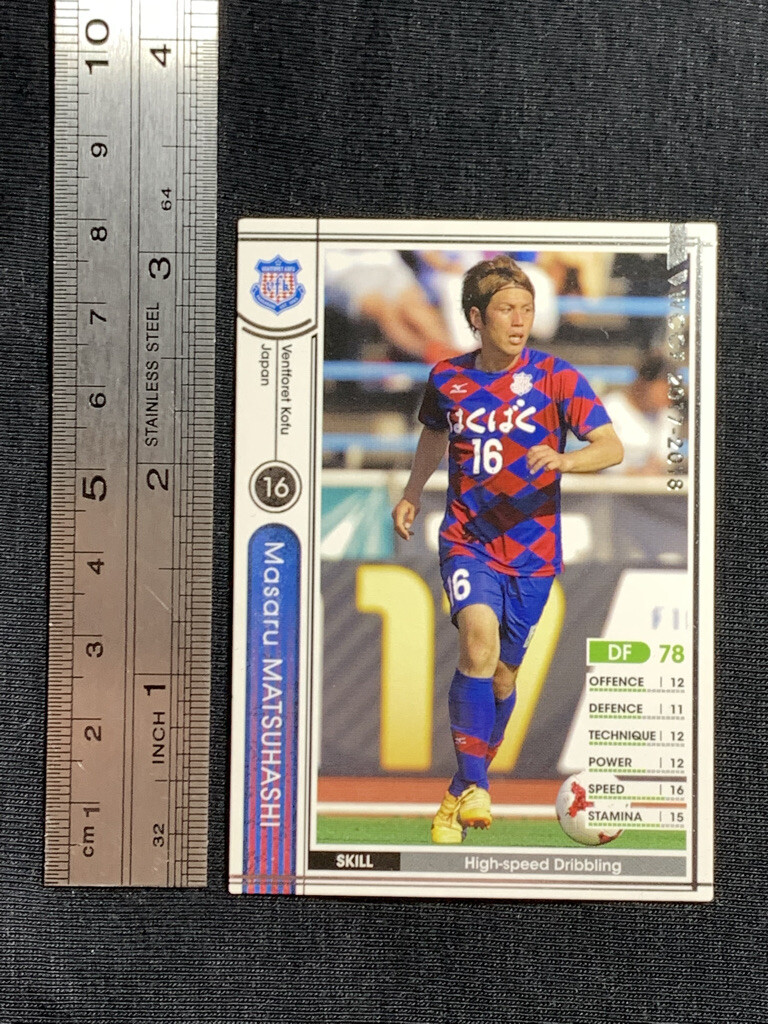 10
9
8
7
6
5
4
3
2
1
cm
4
3
2
1
64
STAINLESS STEEL
INCH
32
Ventforet Kofu
Japan
16
Masaru MATSUHASHI
2017-2018
はくばく
16
16
17
DF 78
OFFENCE 12
DEFENCE 11
TECHNIQUE 12
POWER 12
SPEED 16
STAMINA 15
SKILL High-speed Dribbling